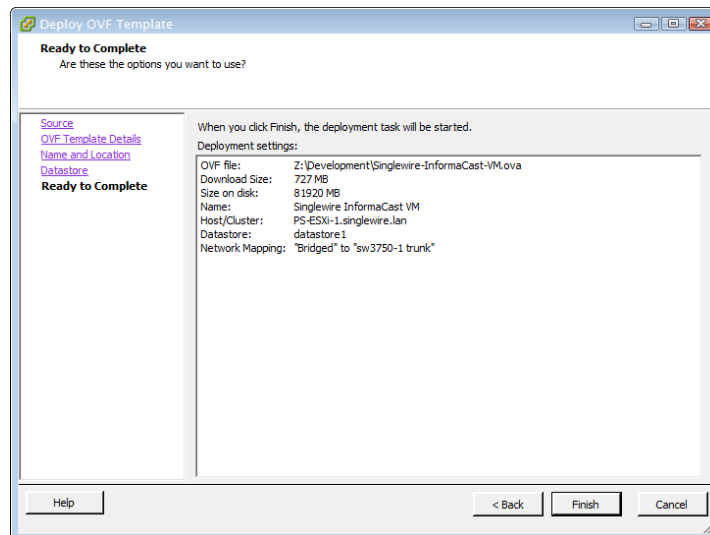 Deploy OVF Template
Ready to Complete
Are these the options you want to use?
Source
OVF Template Details
Name and Location
Datastore
Ready to Complete
When you click Finish, the deployment task will be started.
Deployment settings:
OVF file: Z:\Development\Singlewire-InformaCast-VM.ova
Download Size: 727 MB
Size on disk: 81920 MB
Name: Singlewire InformaCast VM
Host/Cluster: PS-ESXi-1.singlewire.lan
Datastore: datastore1
Network Mapping: "Bridged" to "sw3750-1 trunk"
Help
< Back
Finish
Cancel